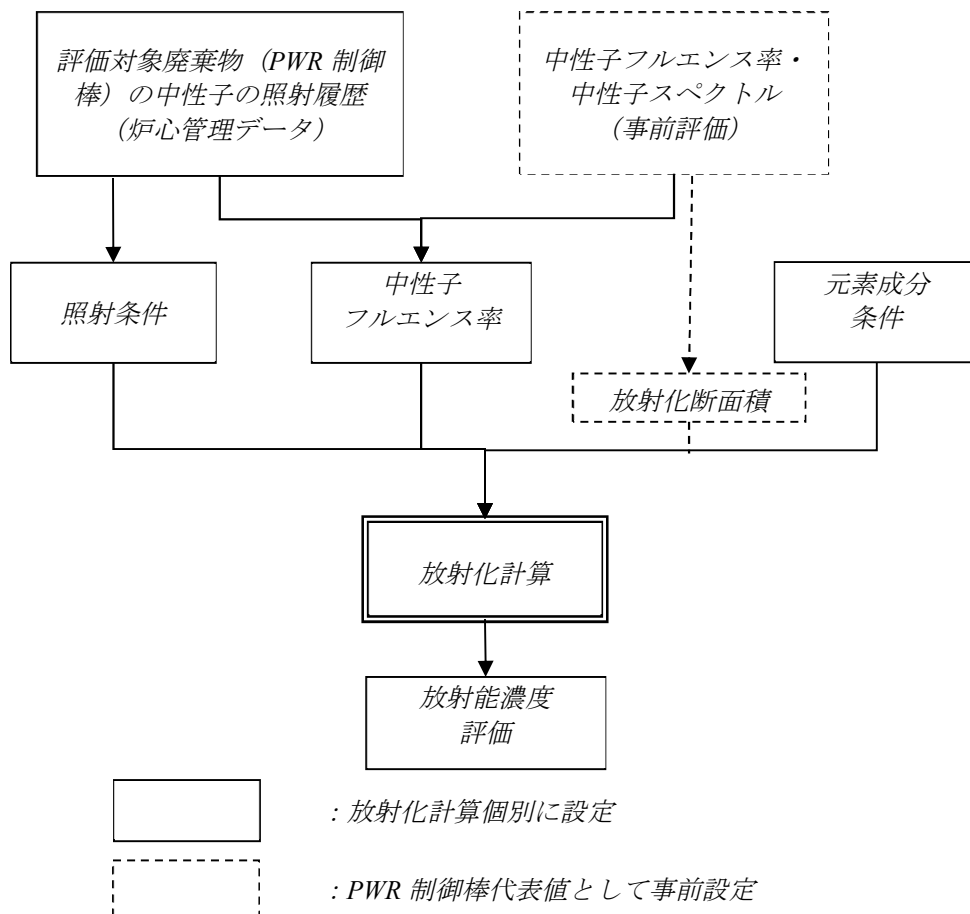 評価対象廃棄物（PWR 制御
棒）の中性子の照射履歴
（炉心管理データ）
中性子フルエンス率・
中性子スペクトル
（事前評価）
照射条件
中性子
フルエンス率
元素成分
条件
放射化断面積
放射化計算
放射能濃度
評価
：放射化計算個別に設定
：PWR 制御棒代表値として事前設定